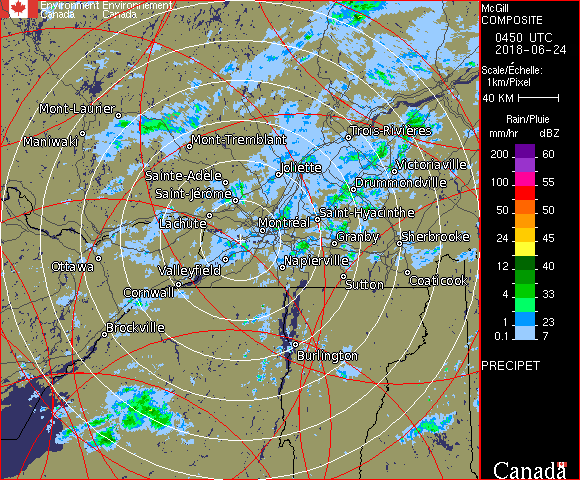 Environment Environnement
Canada Canada
McGill
COMPOSITE
0450 UTC
2018-06-24
Scale/Échelle:
1km/Pixel
40 KM
Rain/Pluie
mm/hr dBZ
200 60
100 55
50 50
24 45
12 40
4 33
1 23
0.1 7
PRECIPET
Mont-Laurier
Maniwaki
Mont-Tremblant
Trois-Rivières
Sainte-Adèle
Joliette
Victoriaville
Saint-Jérôme
Drummondville
Lachute
Montréal
Saint-Hyacinthe
Granby
Sherbrooke
Ottawa
Valleyfield
Napierville
Cornwall
Sutton
Coaticook
Brockville
Burlington
Canada